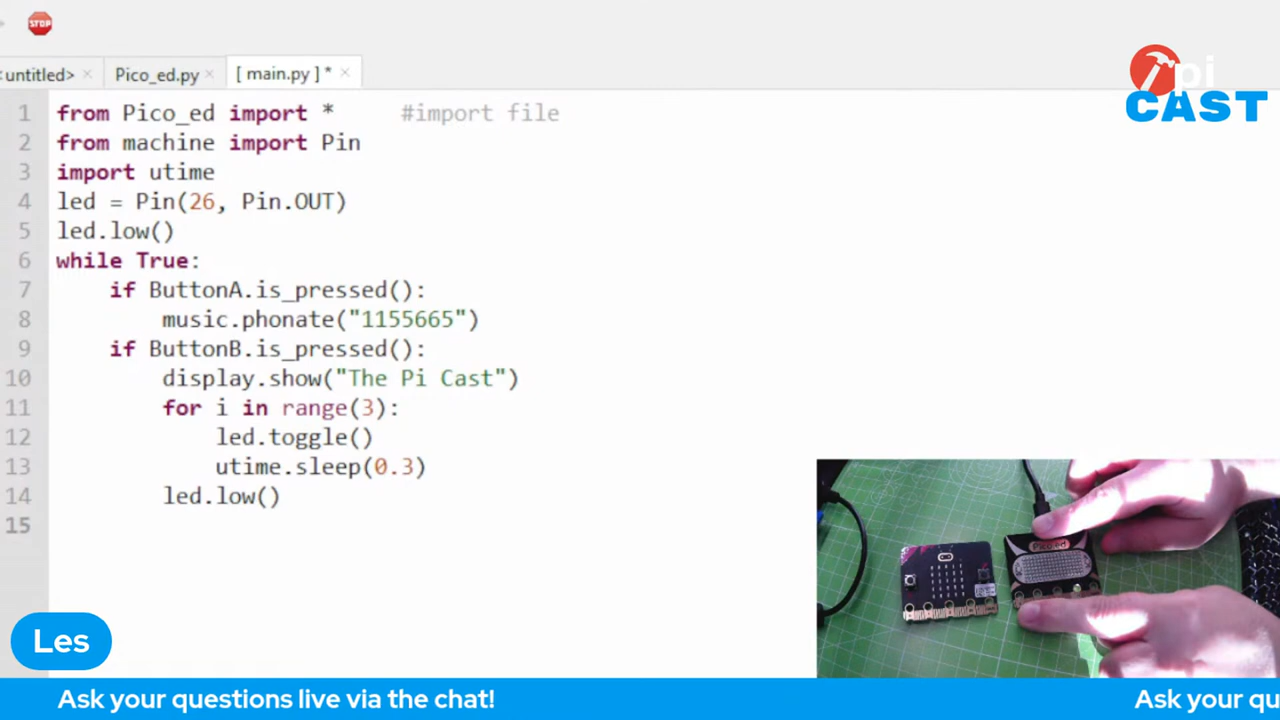 STOP
<untitled> ×
Pico_ed.py ×
[ main.py ] * ×
pi
CAST
1 from Pico_ed import * #import file
2 from machine import Pin
3 import utime
4 led = Pin(26, Pin.OUT)
5 led.low()
6 while True:
7 if ButtonA.is_pressed():
8 music.phonate("1155665")
9 if ButtonB.is_pressed():
10 display.show("The Pi Cast")
11 for i in range(3):
12 led.toggle()
13 utime.sleep(0.3)
14 led.low()
15
Pico:ed
Les
Ask your questions live via the chat!
Ask your qu